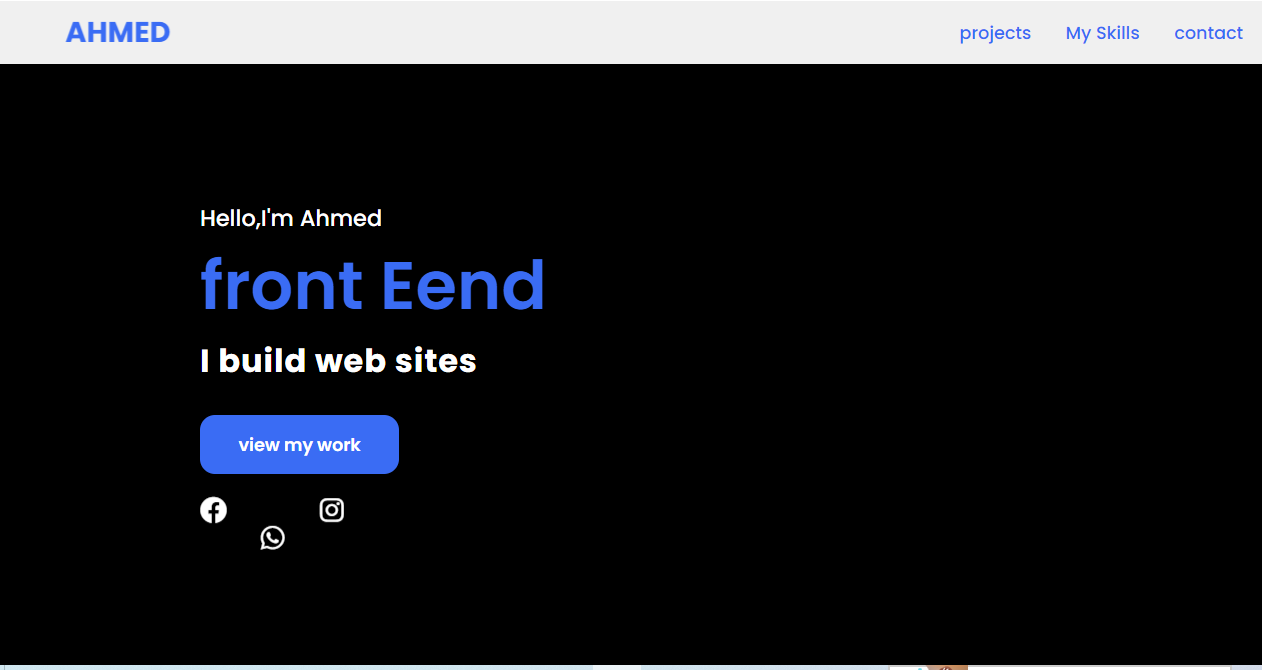 AHMED
projects My Skills contact
Hello,I'm Ahmed
front Eend
I build web sites
view my work